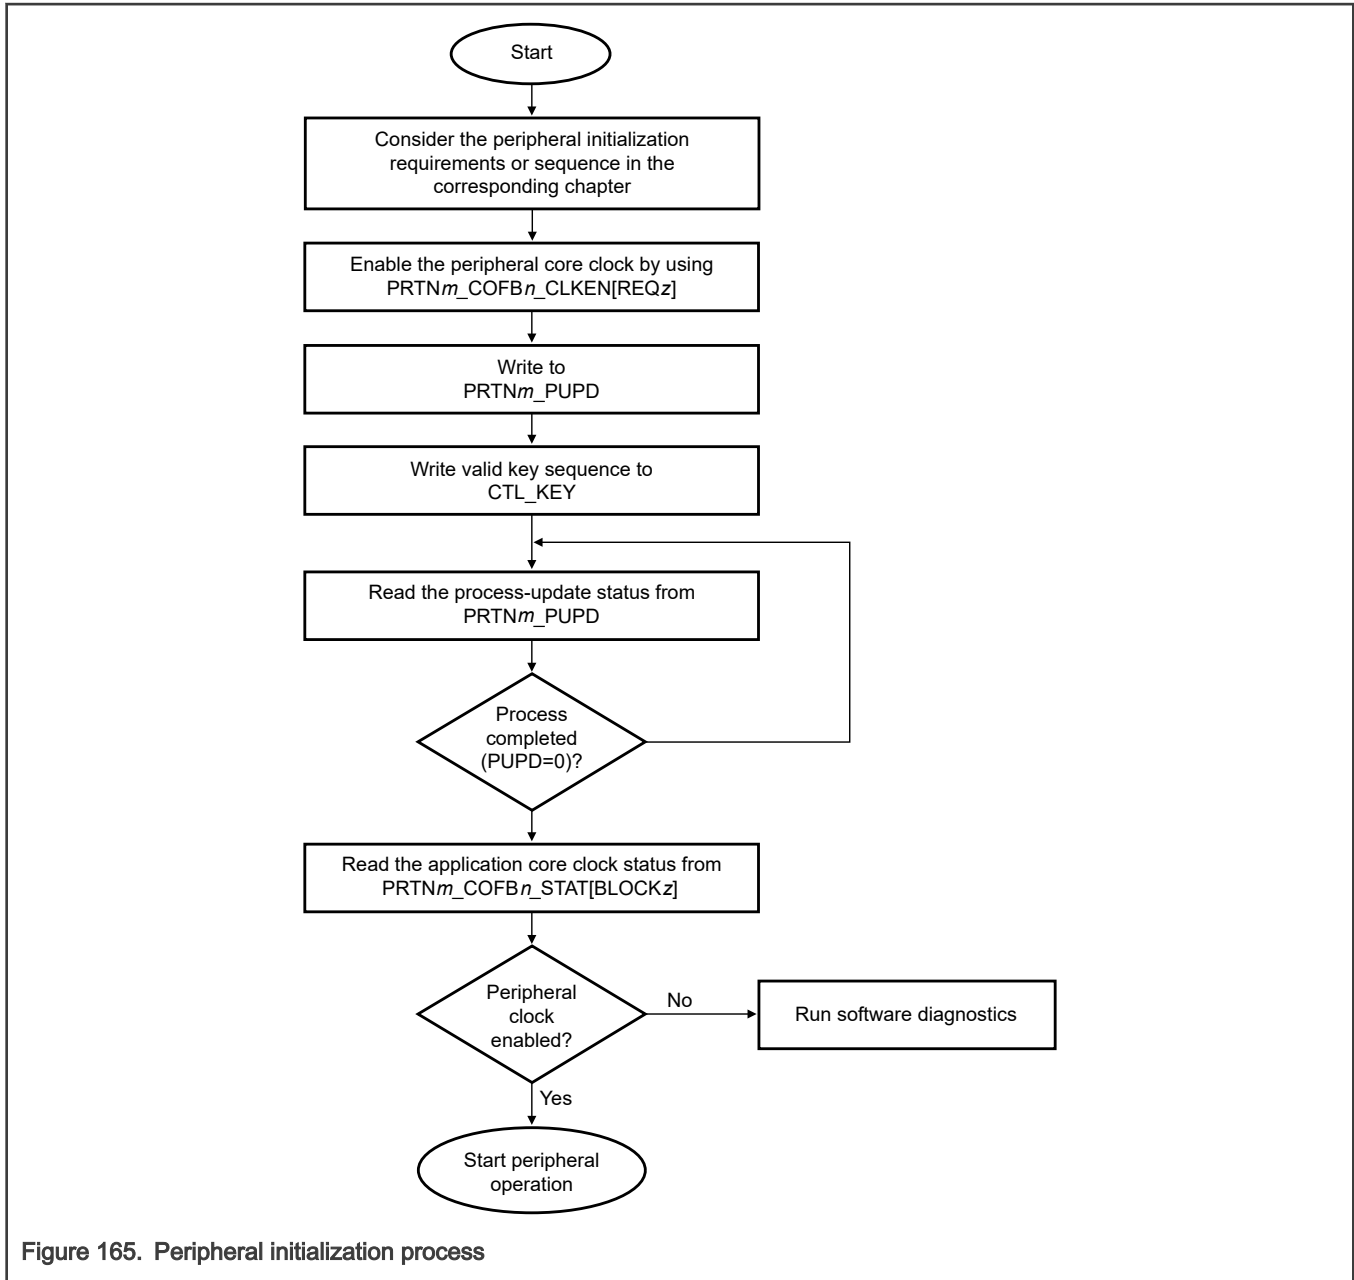 Start
Consider the peripheral initialization
requirements or sequence in the
corresponding chapter
Enable the peripheral core clock by using
PRTNm_COFBn_CLKEN[REQz]
Write to
PRTNm_PUPD
Write valid key sequence to
CTL_KEY
Read the process-update status from
PRTNm_PUPD
Process
completed
(PUPD=0)?
Read the application core clock status from
PRTNm_COFBn_STAT[BLOCKz]
Peripheral
clock
enabled?
No
Run software diagnostics
Yes
Start peripheral
operation
Figure 165. Peripheral initialization process